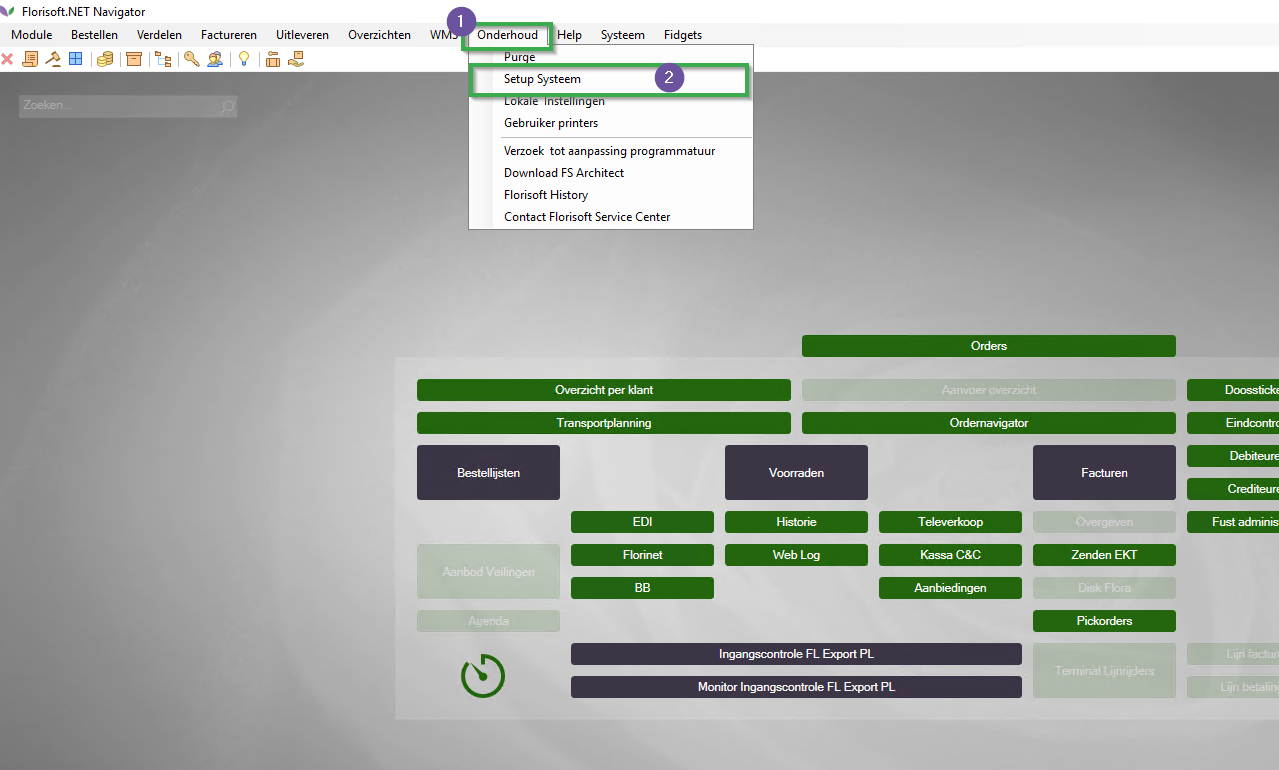 Florisoft.NET Navigator
1
Module Bestellen Verdelen Factureren Uitleveren Overzichten WMS Onderhoud Help Systeem Fidgets
Purge
Setup Systeem 2
Lokale Instellingen
Gebruiker printers
Verzoek tot aanpassing programmatuur
Download FS Architect
Florisoft History
Contact Florisoft Service Center
Zoeken...
Orders
Overzicht per klant Aanvoer overzicht Doossticke
Transportplanning Ordernavigator Eindcontro
Bestellijsten Voorraden Facturen Debiteure
Crediteure
EDI Historie Televerkoop Overgeven Fust adminis
Florinet Web Log Kassa C&C Zenden EKT
Aanbod Veilingen
BB Aanbiedingen Disk Flora
Agenda Pickorders
Ingangscontrole FL Export PL Lijn factur
Terminal Lijnrijders
Monitor Ingangscontrole FL Export PL Lijn betaling